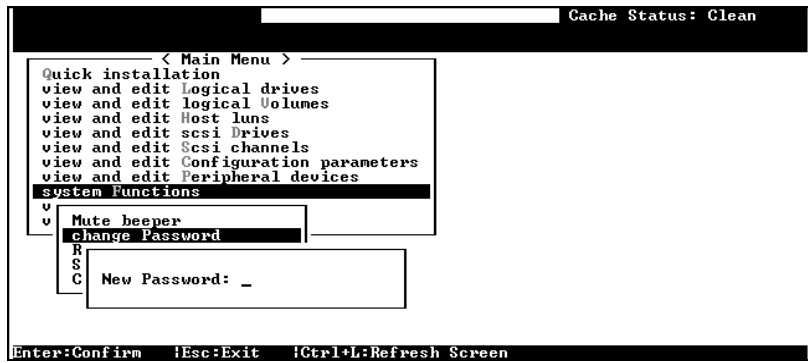 Cache Status: Clean
< Main Menu >
Quick installation
view and edit Logical drives
view and edit logical Volumes
view and edit Host luns
view and edit scsi Drives
view and edit Scsi channels
view and edit Configuration parameters
view and edit Peripheral devices
system Functions
v
v
Mute beeper
change Password
R
S
C
New Password: _
Enter:Confirm |Esc:Exit |Ctrl+L:Refresh Screen